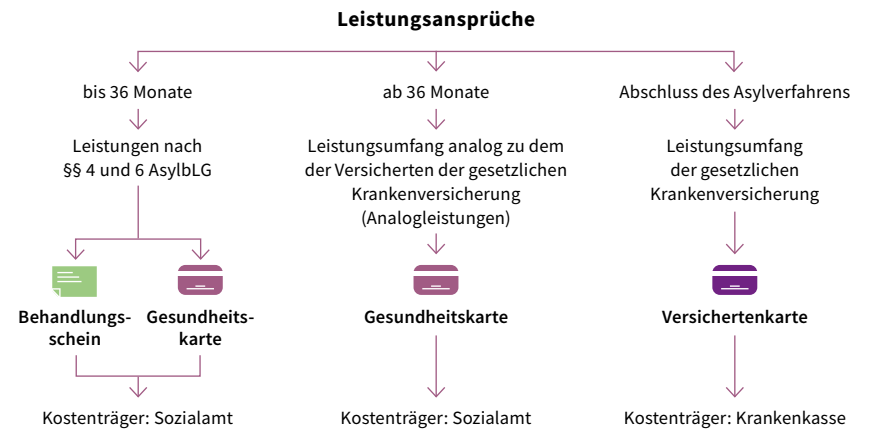 Leistungsansprüche
bis 36 Monate
Leistungen nach
§§ 4 und 6 AsylbLG
Behandlungs-
schein
Gesundheits-
karte
Kostenträger: Sozialamt
ab 36 Monate
Leistungsumfang analog zu dem
der Versicherten der gesetzlichen
Krankenversicherung
(Analogleistungen)
Gesundheitskarte
Kostenträger: Sozialamt
Abschluss des Asylverfahrens
Leistungsumfang
der gesetzlichen
Krankenversicherung
Versichertenkarte
Kostenträger: Krankenkasse